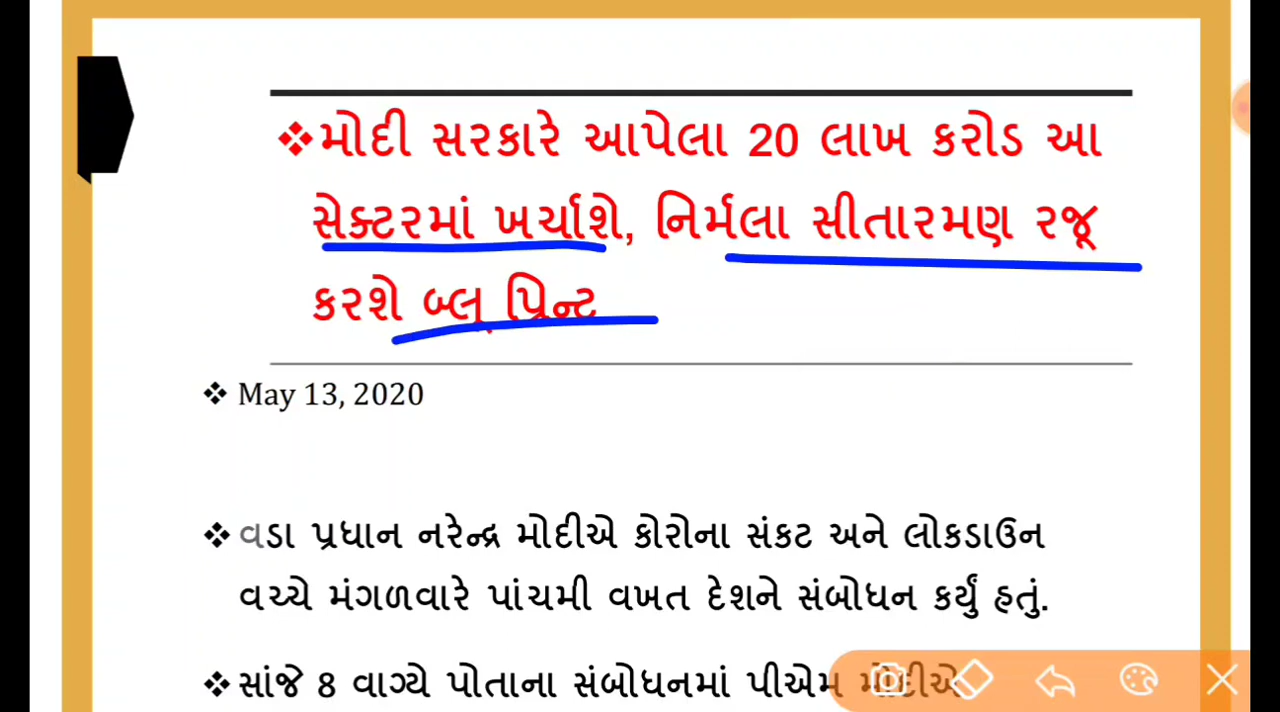 ❖મોદી સરકારે આપેલા 20 લાખ કરોડ આ
સેક્ટરમાં ખર્ચાશે, નિર્મલા સીતારમણ રજૂ
કરશે બ્લૂ પ્રિન્ટ
❖ May 13, 2020
❖ વડા પ્રધાન નરેન્દ્ર મોદીએ કોરોના સંકટ અને લોકડાઉન
વચ્ચે મંગળવારે પાંચમી વખત દેશને સંબોધન કર્યું હતું.
❖ સાંજે 8 વાગ્યે પોતાના સંબોધનમાં પીએમ મોદીએ